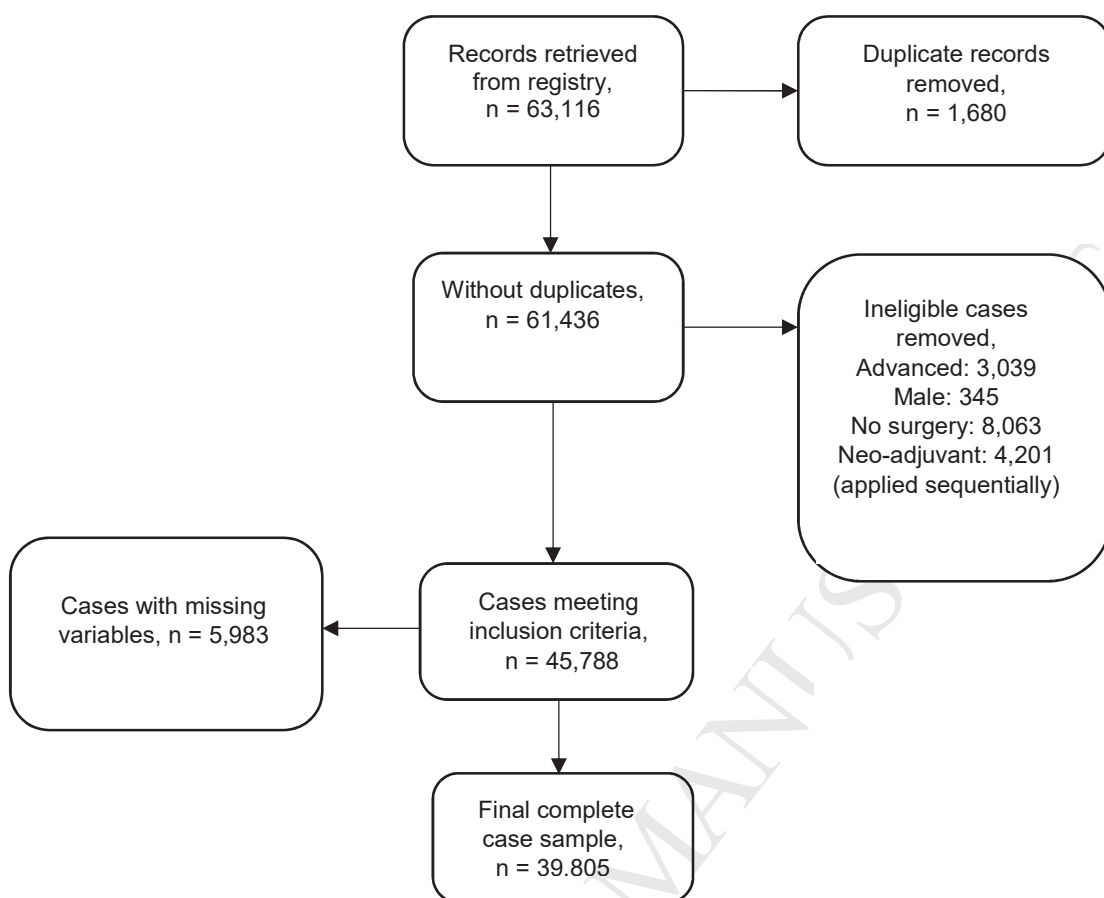 Records retrieved
from registry,
n = 63,116
Duplicate records
removed,
n = 1,680
Without duplicates,
n = 61,436
Ineligible cases
removed,
Advanced: 3,039
Male: 345
No surgery: 8,063
Neo-adjuvant: 4,201
(applied sequentially)
Cases with missing
variables, n = 5,983
Cases meeting
inclusion criteria,
n = 45,788
Final complete
case sample,
n = 39.805
MANUS